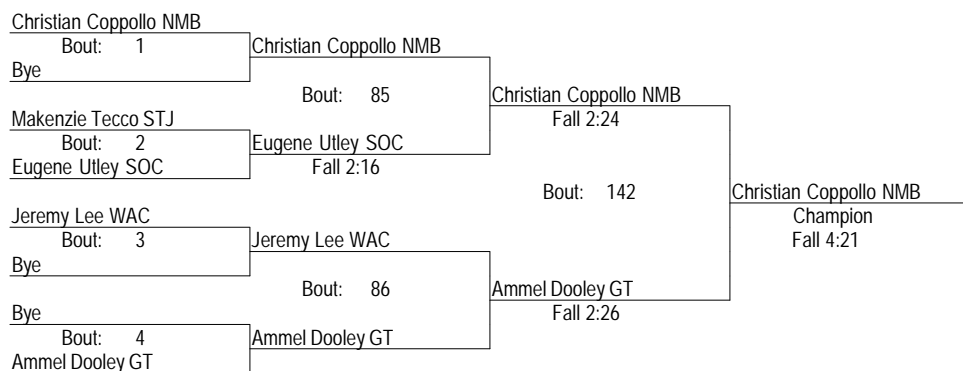 Christian Coppollo NMB
Bout: 1
Christian Coppollo NMB
Bye
Bout: 85
Christian Coppollo NMB
Makenzie Tecco STJ
Fall 2:24
Bout: 2
Eugene Utley SOC
Eugene Utley SOC
Fall 2:16
Bout: 142
Christian Coppollo NMB
Jeremy Lee WAC
Champion
Bout: 3
Jeremy Lee WAC
Fall 4:21
Bye
Bout: 86
Ammel Dooley GT
Bye
Fall 2:26
Bout: 4
Ammel Dooley GT
Ammel Dooley GT